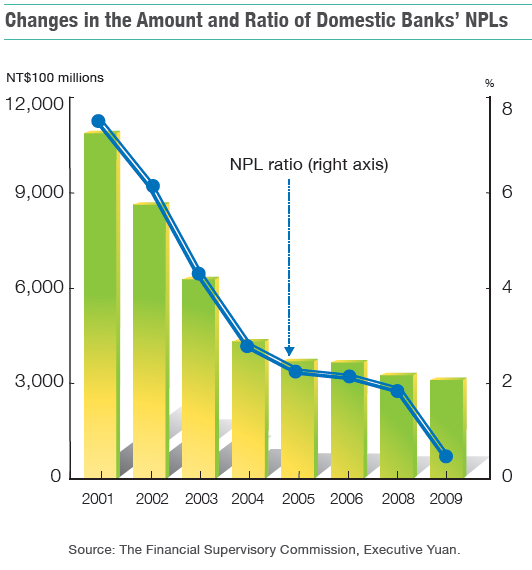 Changes in the Amount and Ratio of Domestic Banks' NPLs
NT$100 millions
%
12,000
8
NPL ratio (right axis)
9,000
6
6,000
4
3,000
2
0
0
2001 2002 2003 2004 2005 2006 2008 2009
Source: The Financial Supervisory Commission, Executive Yuan.